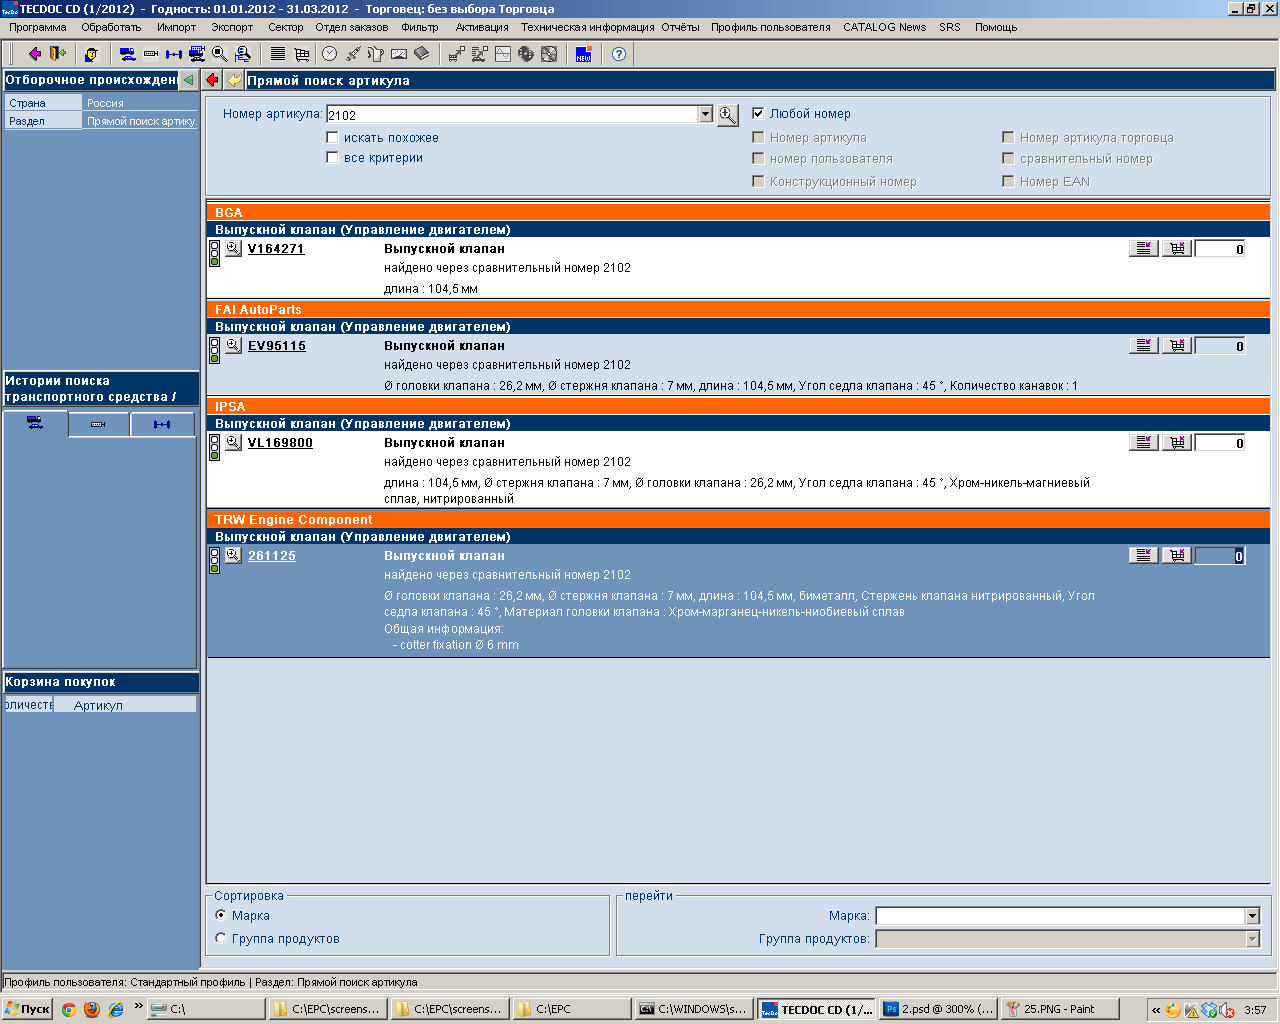 TECDOC CD (1/2012)  -  Годность: 01.01.2012 - 31.03.2012  -  Торговец: без выбора Торговца
Программа Обработать Импорт Экспорт Сектор Отдел заказов Фильтр Активация Техническая информация Отчёты Профиль пользователя CATALOG News SRS Помощь
NEW
Отборочное происхожден
Страна Россия
Раздел Прямой поиск артику.
Прямой поиск артикула
Номер артикула: 2102
Любой номер
искать похожее
Номер артикула Номер артикула торговца
все критерии
номер пользователя сравнительный номер
Конструкционный номер Номер EAN
BGA
Выпускной клапан (Управление двигателем)
V164271 Выпускной клапан 0
найдено через сравнительный номер 2102
длина : 104,5 мм
FAI AutoParts
Выпускной клапан (Управление двигателем)
EV95115 Выпускной клапан 0
найдено через сравнительный номер 2102
Ø головки клапана : 26,2 мм, Ø стержня клапана : 7 мм, длина : 104,5 мм, Угол седла клапана : 45 °, Количество канавок : 1
IPSA
Выпускной клапан (Управление двигателем)
VL169800 Выпускной клапан 0
найдено через сравнительный номер 2102
длина : 104,5 мм, Ø стержня клапана : 7 мм, Ø головки клапана : 26,2 мм, Угол седла клапана : 45 °, Хром-никель-магниевый
сплав, нитрированный
TRW Engine Component
Выпускной клапан (Управление двигателем)
261125 Выпускной клапан 0
найдено через сравнительный номер 2102
Ø головки клапана : 26,2 мм, Ø стержня клапана : 7 мм, длина : 104,5 мм, биметалл, Стержень клапана нитрированный, Угол
седла клапана : 45 °, Материал головки клапана : Хром-марганец-никель-ниобиевый сплав
Общая информация:
- cotter fixation Ø 6 mm
Истории поиска
транспортного средства /
Корзина покупок
оличеств Артикул
Сортировка
Марка
Группа продуктов
перейти
Марка:
Группа продуктов:
Профиль пользователя: Стандартный профиль | Раздел: Прямой поиск артикула
Пуск » C:\ C:\EPC\screens... C:\EPC\screens... C:\EPC C:\WINDOWS\s... TECDOC CD (1/... 2.psd @ 300% (... 25.PNG - Paint « 3:57